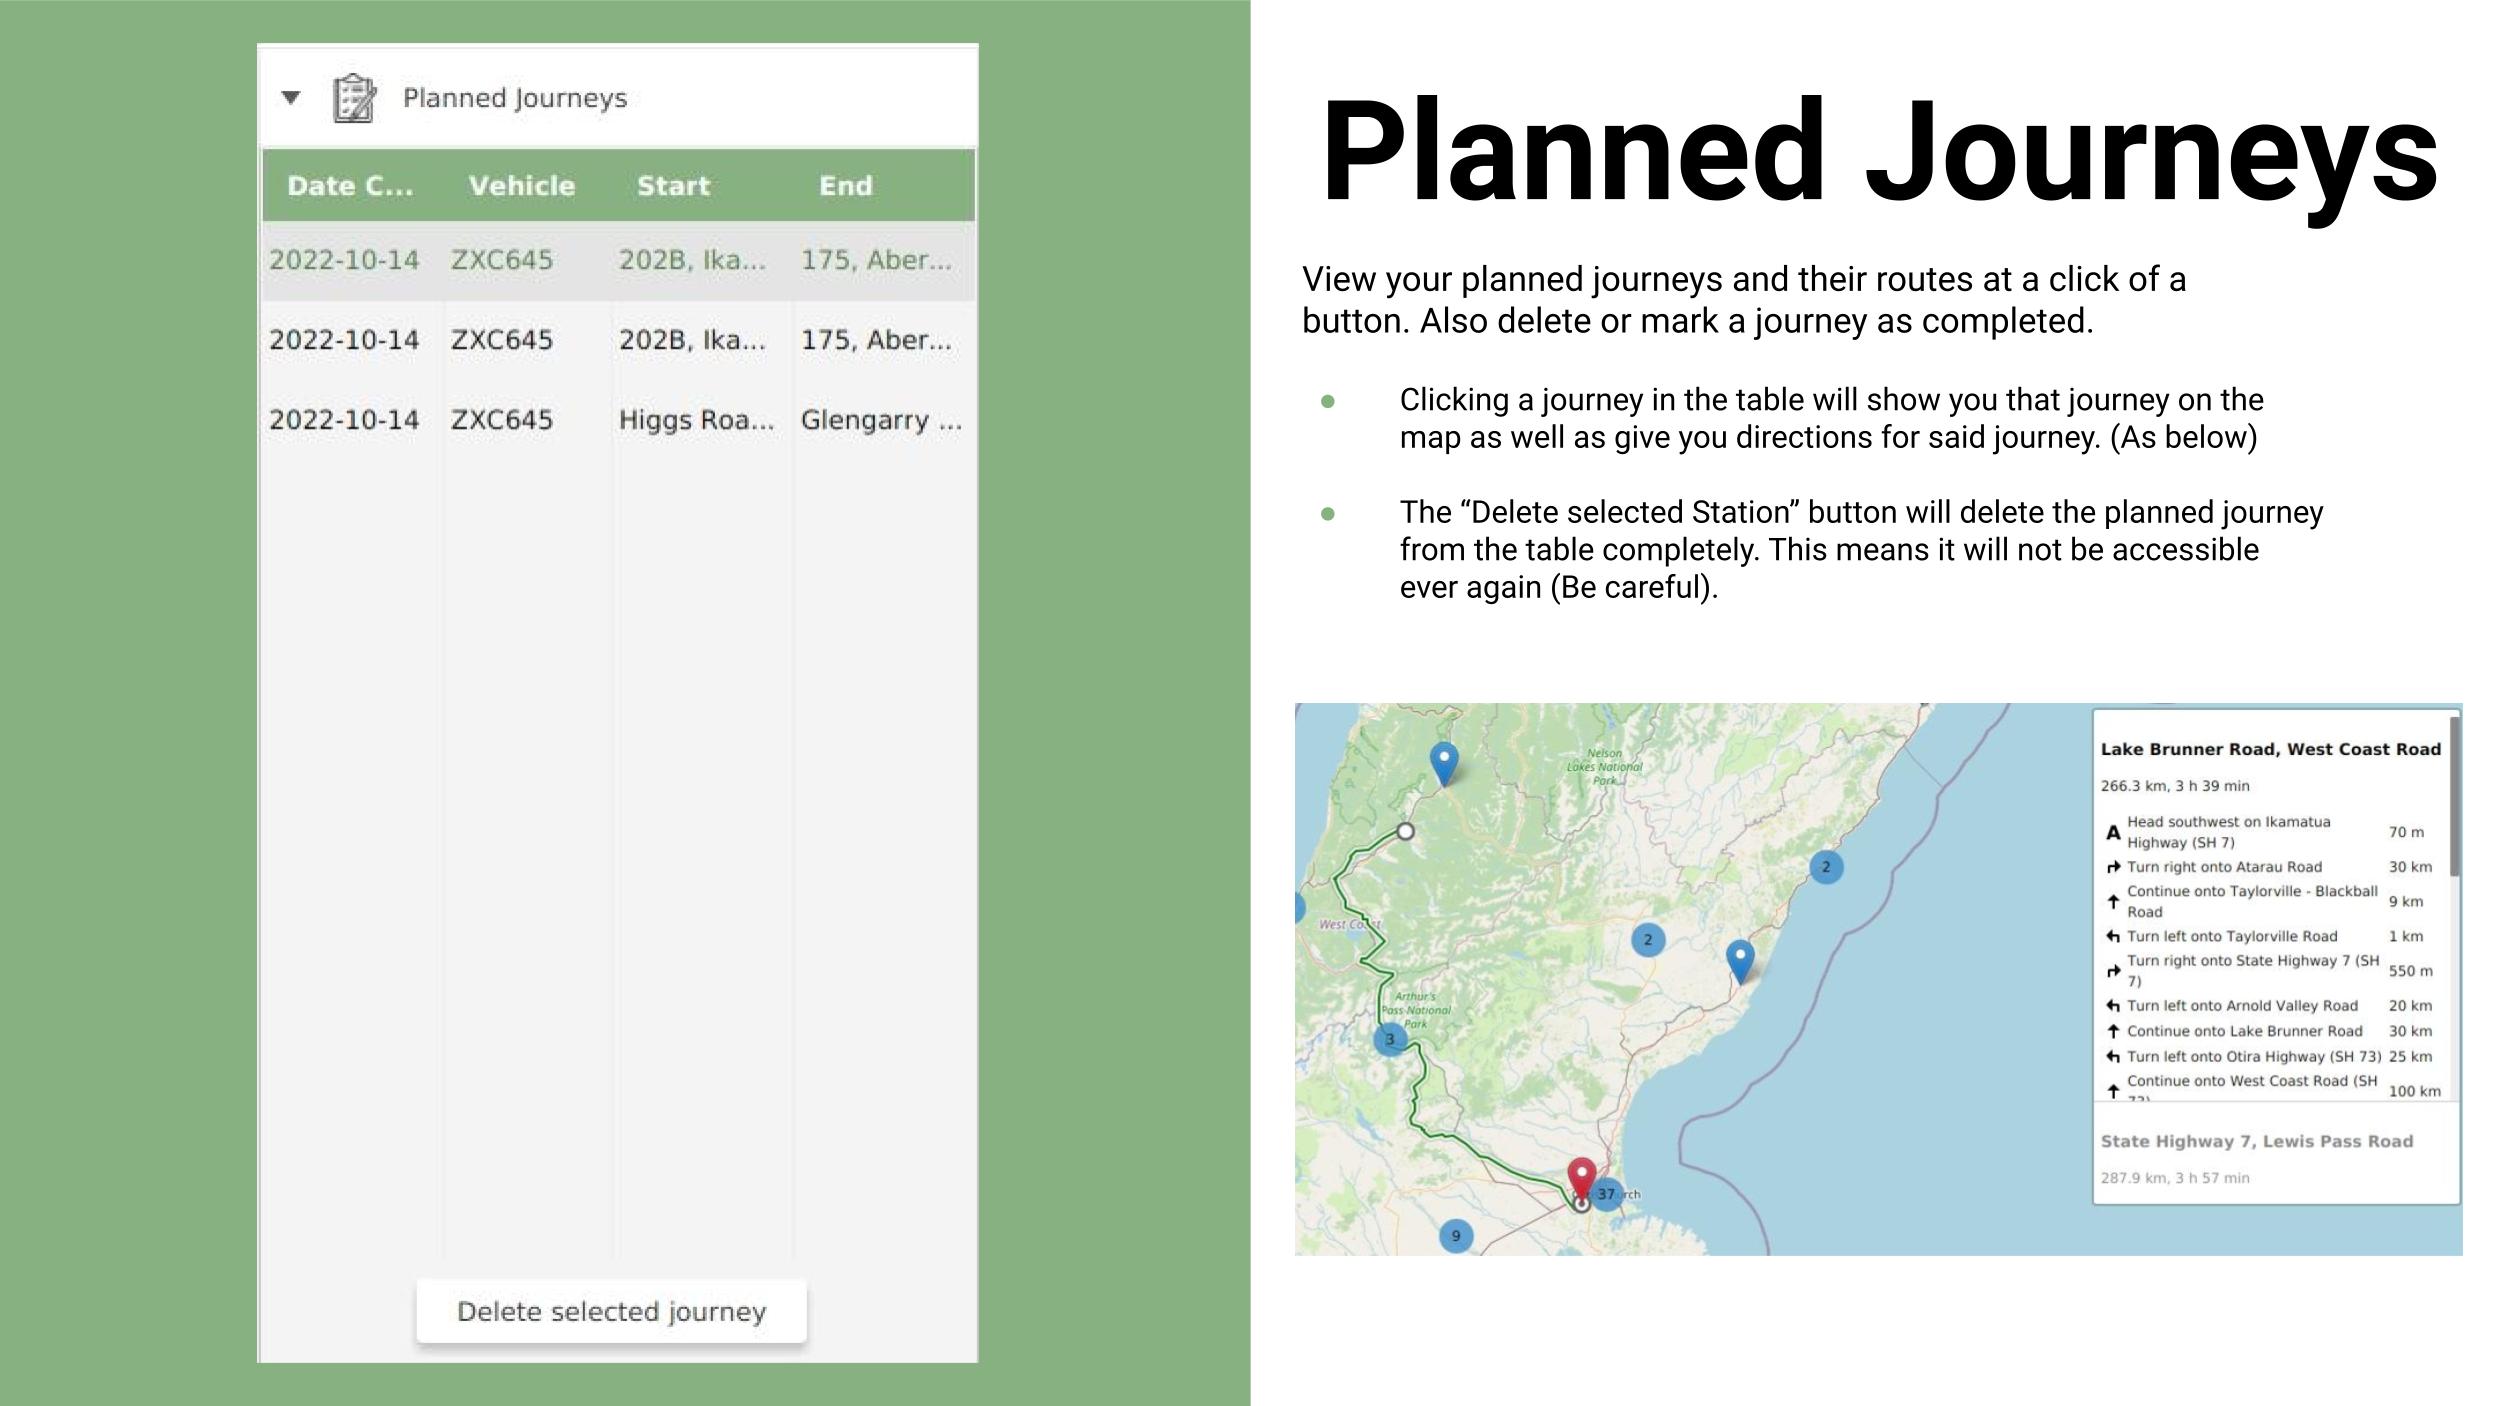 Planned Journeys
Date C... Vehicle Start End
2022-10-14 ZXC645 202B, Ika... 175, Aber...
2022-10-14 ZXC645 202B, Ika... 175, Aber...
2022-10-14 ZXC645 Higgs Roa... Glengarry ...
Delete selected journey
Planned Journeys
View your planned journeys and their routes at a click of a
button. Also delete or mark a journey as completed.
● Clicking a journey in the table will show you that journey on the
map as well as give you directions for said journey. (As below)
● The “Delete selected Station” button will delete the planned journey
from the table completely. This means it will not be accessible
ever again (Be careful).
Nelson
Lakes National
Park
2
West Coast
2
Arthur's
Pass National
Park
3
37 rch
9
Lake Brunner Road, West Coast Road
266.3 km, 3 h 39 min
A Head southwest on Ikamatua
Highway (SH 7) 70 m
Turn right onto Atarau Road 30 km
Continue onto Taylorville - Blackball
Road 9 km
Turn left onto Taylorville Road 1 km
Turn right onto State Highway 7 (SH
7) 550 m
Turn left onto Arnold Valley Road 20 km
Continue onto Lake Brunner Road 30 km
Turn left onto Otira Highway (SH 73) 25 km
Continue onto West Coast Road (SH
73) 100 km
State Highway 7, Lewis Pass Road
287.9 km, 3 h 57 min